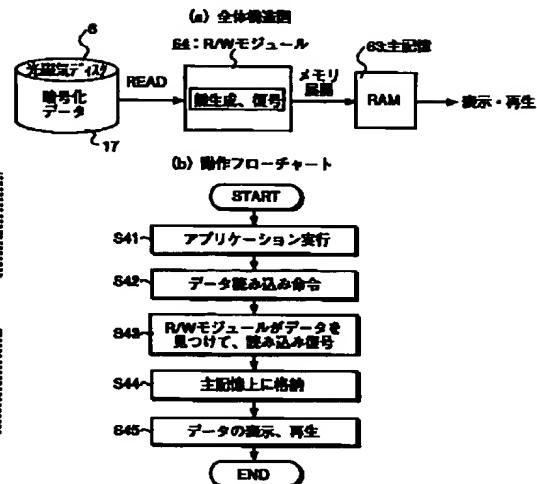 (a) 全体構造図
6
64：R/Wモジュール
63:主記憶
光磁気ディスク
暗号化
データ
17
READ
鍵生成、復号
メモリ
展開
RAM
表示・再生
(b) 動作フローチャート
START
S41
アプリケーション実行
S42
データ読み込み命令
S43
R/Wモジュールがデータを
見つけて、読み込み復号
S44
主記憶上に格納
S45
データの表示、再生
END